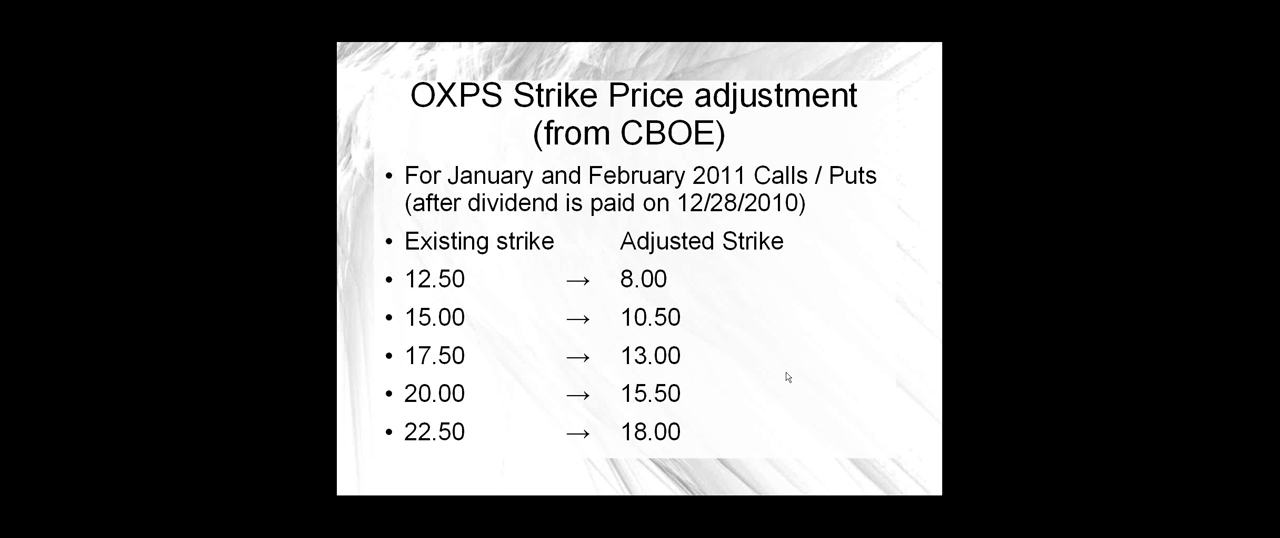 OXPS Strike Price adjustment
(from CBOE)
• For January and February 2011 Calls / Puts
(after dividend is paid on 12/28/2010)
• Existing strike Adjusted Strike
• 12.50 → 8.00
• 15.00 → 10.50
• 17.50 → 13.00
• 20.00 → 15.50
• 22.50 → 18.00